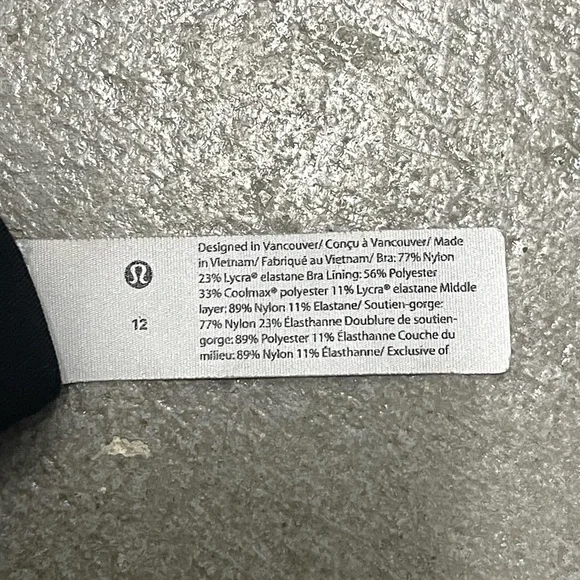 12
Designed in Vancouver/ Conçu à Vancouver/ Made
in Vietnam/ Fabriqué au Vietnam/ Bra: 77% Nylon
23% Lycra® elastane Bra Lining: 56% Polyester
33% Coolmax® polyester 11% Lycra® elastane Middle
layer: 89% Nylon 11% Elastane/ Soutien-gorge:
77% Nylon 23% Élasthanne Doublure de soutien-
gorge: 89% Polyester 11% Élasthanne Couche du
milieu: 89% Nylon 11% Élasthanne/ Exclusive of